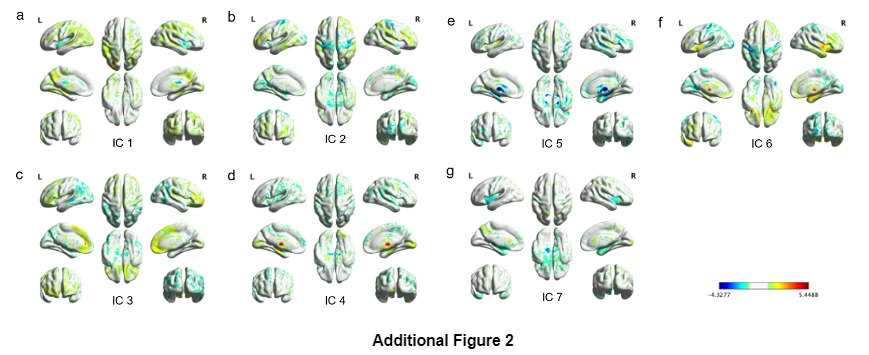 a
L
R
IC 1
b
L
R
IC 2
e
L
R
IC 5
f
L
R
IC 6
c
L
R
IC 3
d
L
R
IC 4
g
L
R
IC 7
-4.3277
5.4488
Additional Figure 2